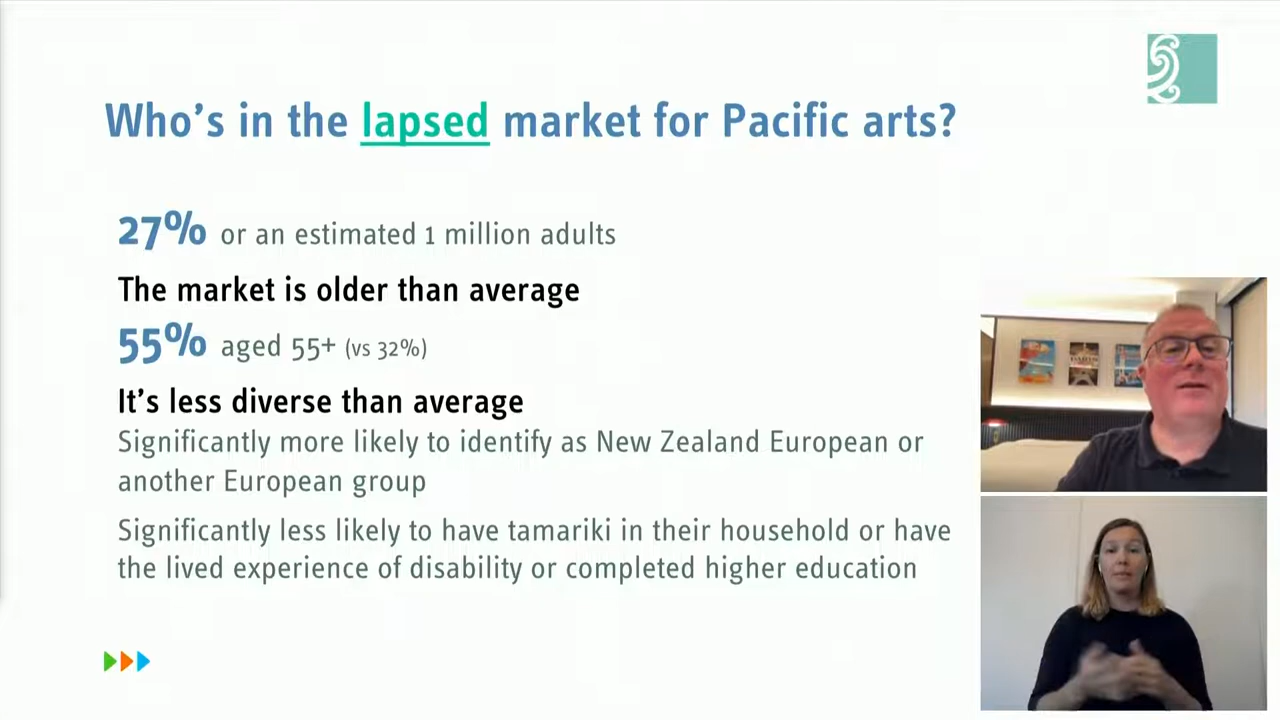 Who's in the lapsed market for Pacific arts?
27% or an estimated 1 million adults
The market is older than average
55% aged 55+ (vs 32%)
It's less diverse than average
Significantly more likely to identify as New Zealand European or
another European group
Significantly less likely to have tamariki in their household or have
the lived experience of disability or completed higher education